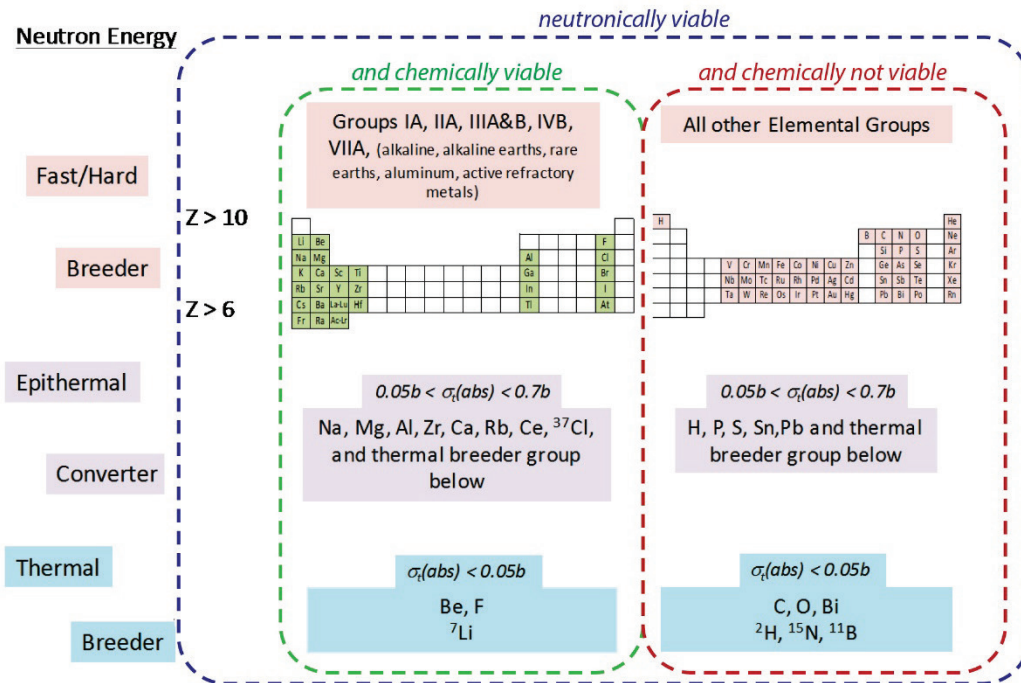 neutronically viable
Neutron Energy
and chemically viable
and chemically not viable
Groups IA, IIA, IIIA&B, IVB,
VIIA, (alkaline, alkaline earths, rare
earths, aluminum, active refractory
metals)
All other Elemental Groups
Fast/Hard
Z > 10
Breeder
Z > 6
Li Be F
Na Mg Al Cl
K Ca Sc Ti Ga Br
Rb Sr Y Zr In I
Cs Ba La-Lu Hf Tl At
Fr Ra Ac-Lr
H He
B C N O Ne
Si P S Ar
V Cr Mn Fe Co Ni Cu Zn Ge As Se Kr
Nb Mo Tc Ru Rh Pd Ag Cd Sn Sb Te Xe
Ta W Re Os Ir Pt Au Hg Pb Bi Po Rn
Epithermal
Converter
0.05b < σt(abs) < 0.7b
Na, Mg, Al, Zr, Ca, Rb, Ce, ³⁷Cl,
and thermal breeder group
below
0.05b < σt(abs) < 0.7b
H, P, S, Sn,Pb and thermal
breeder group below
Thermal
Breeder
σt(abs) < 0.05b
Be, F
⁷Li
σt(abs) < 0.05b
C, O, Bi
²H, ¹⁵N, ¹¹B